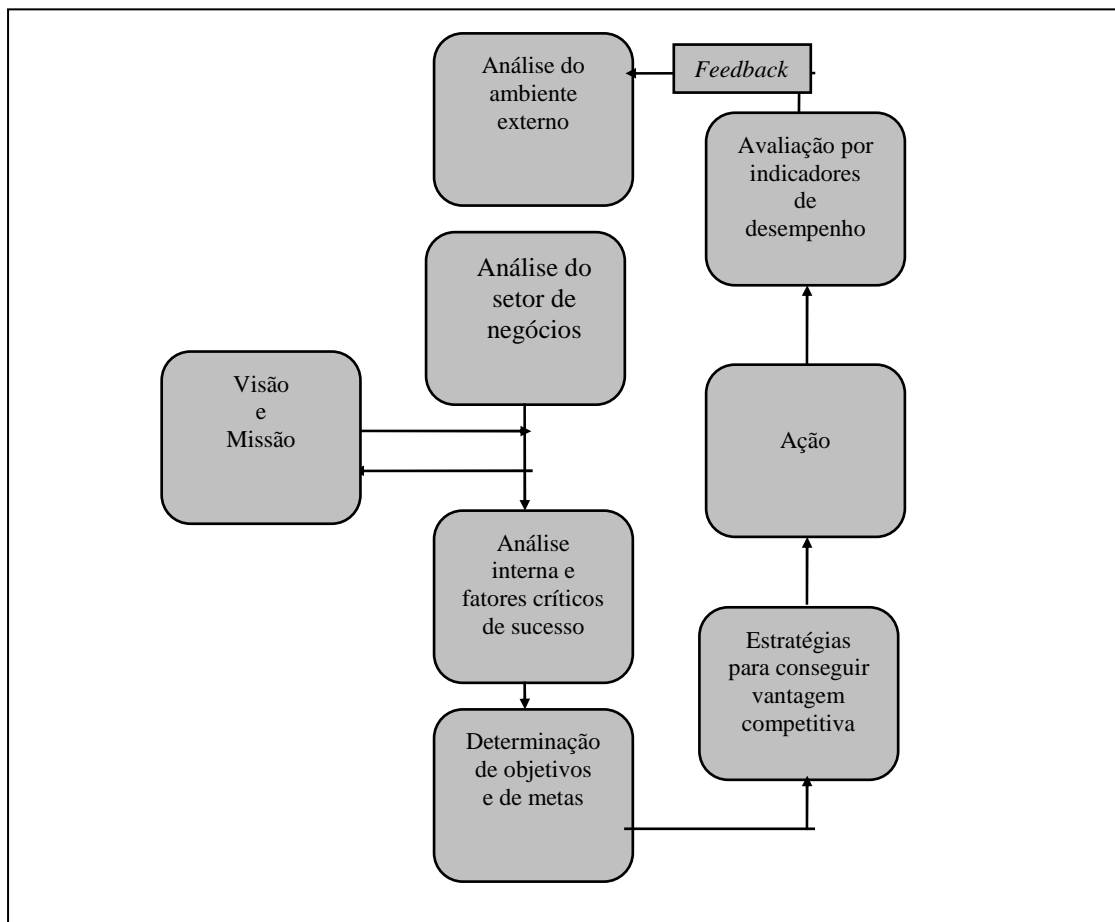 Análise do
ambiente
externo
Feedback
Avaliação por
indicadores
de
desempenho
Análise do
setor de
negócios
Visão
e
Missão
Ação
Análise
interna e
fatores críticos
de sucesso
Estratégias
para conseguir
vantagem
competitiva
Determinação
de objetivos
e de metas